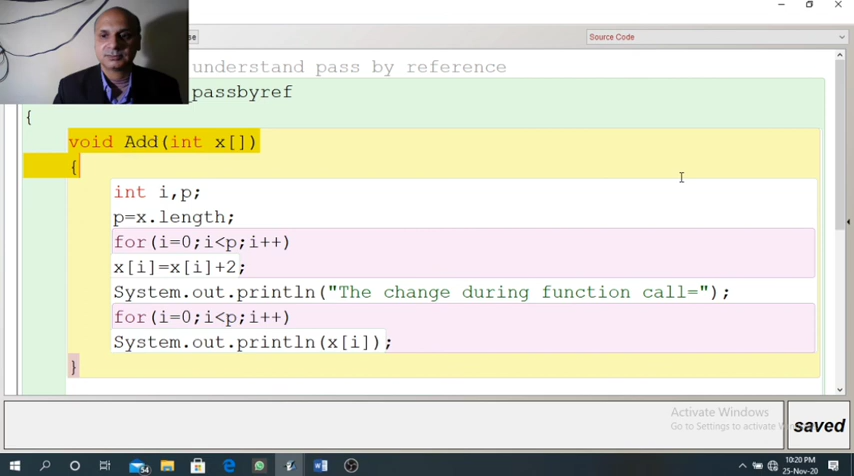 se
Source Code
understand pass by reference
passbyref
{
void Add(int x[])
{
int i,p;
p=x.length;
for(i=0;i<p;i++)
x[i]=x[i]+2;
System.out.println("The change during function call=");
for(i=0;i<p;i++)
System.out.println(x[i]);
}
Activate Windows
Go to Settings to activate
saved
54
10:20 PM
25-Nov-20